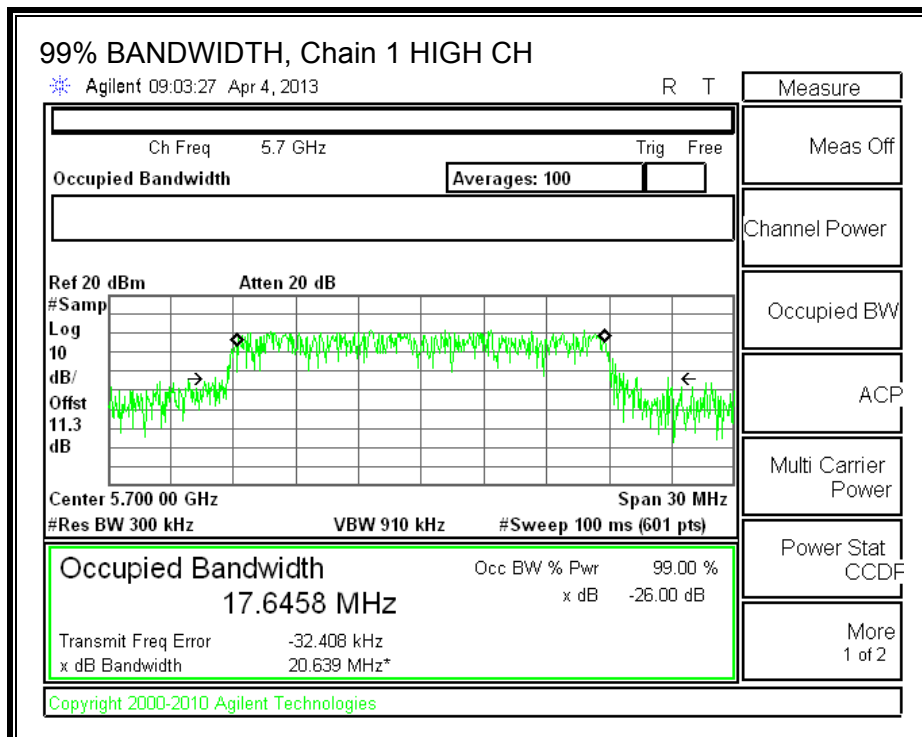 99% BANDWIDTH, Chain 1 HIGH CH
Agilent 09:03:27 Apr 4, 2013 R T
Measure
Ch Freq 5.7 GHz Trig Free
Occupied Bandwidth Averages: 100
Meas Off
Channel Power
Occupied BW
ACP
Multi Carrier
Power
Power Stat
CCDF
More
1 of 2
Ref 20 dBm Atten 20 dB
#Samp
Log
10
dB/
Offst
11.3
dB
Center 5.700 00 GHz Span 30 MHz
#Res BW 300 kHz VBW 910 kHz #Sweep 100 ms (601 pts)
Occupied Bandwidth Occ BW % Pwr 99.00 %
17.6458 MHz x dB -26.00 dB
Transmit Freq Error -32.408 kHz
x dB Bandwidth 20.639 MHz*
Copyright 2000-2010 Agilent Technologies